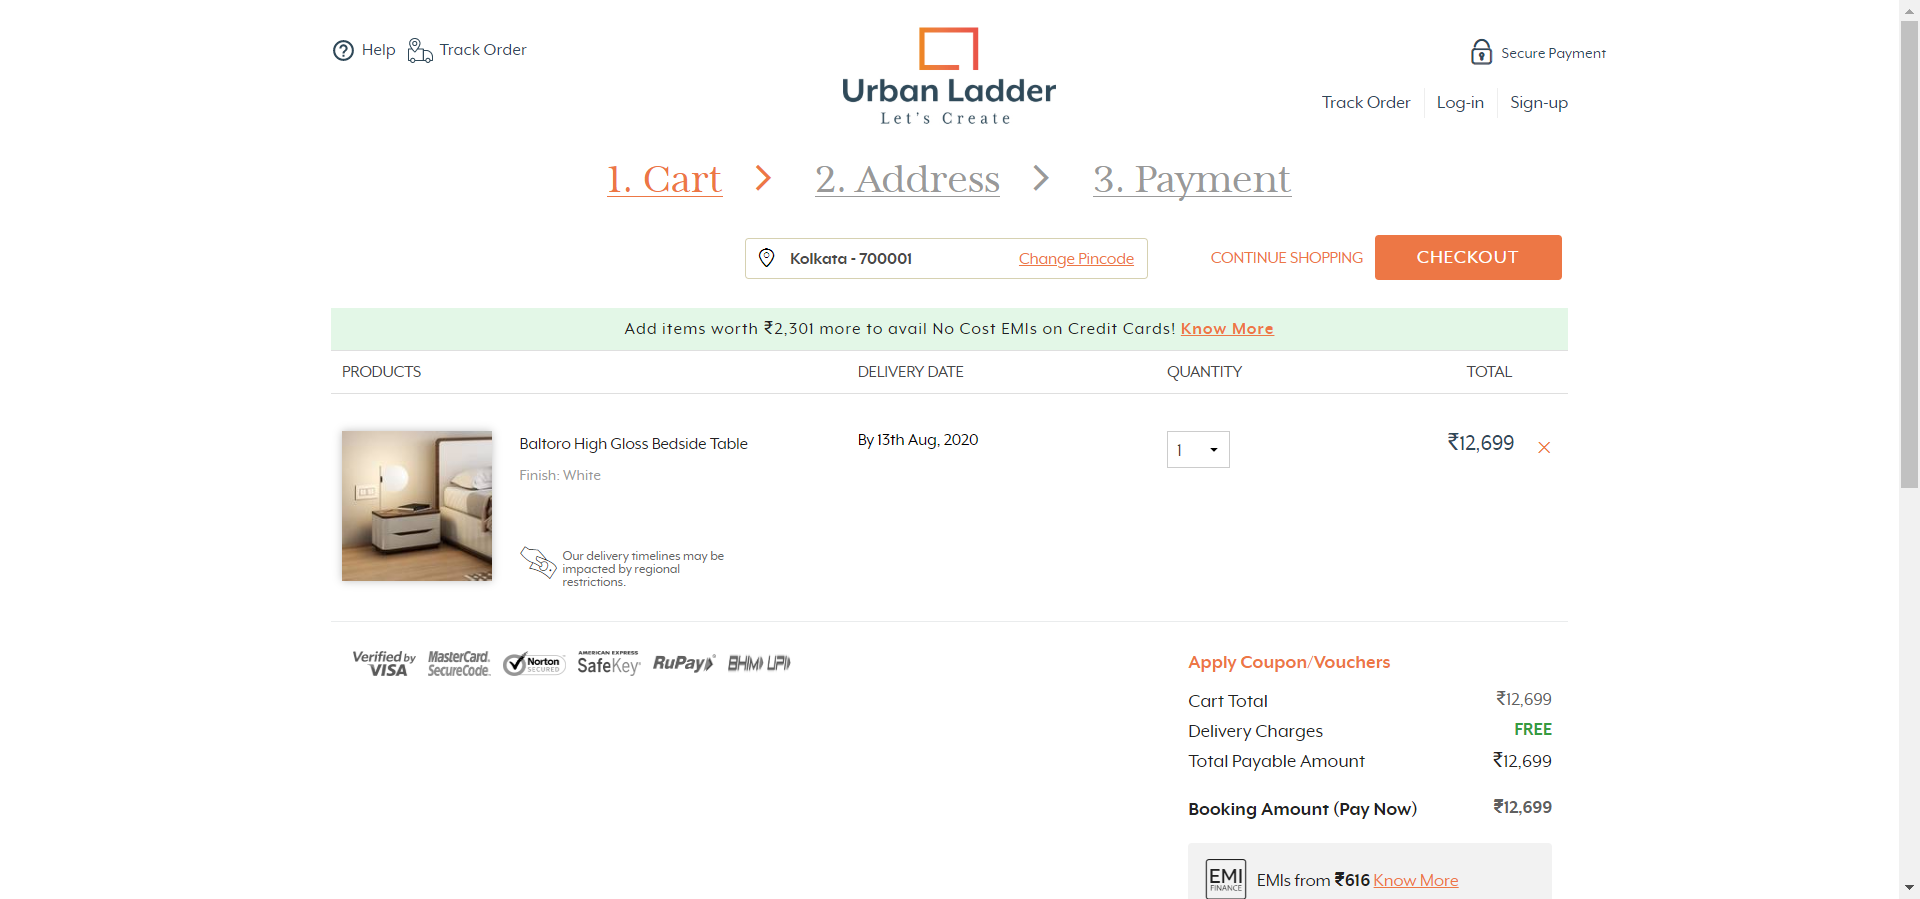 Help Track Order
Urban Ladder
Let's Create
Secure Payment
Track Order Log-in Sign-up
1. Cart 2. Address 3. Payment
Kolkata - 700001 Change Pincode
CONTINUE SHOPPING CHECKOUT
Add items worth ₹2,301 more to avail No Cost EMIs on Credit Cards! Know More
PRODUCTS DELIVERY DATE QUANTITY TOTAL
Baltoro High Gloss Bedside Table By 13th Aug, 2020 1 ₹12,699
Finish: White
Our delivery timelines may be
impacted by regional
restrictions.
Verified by
VISA
MasterCard.
SecureCode.
Norton
SECURED
AMERICAN EXPRESS
SafeKey
RuPay
BHIM UPI
Apply Coupon/Vouchers
Cart Total ₹12,699
Delivery Charges FREE
Total Payable Amount ₹12,699
Booking Amount (Pay Now) ₹12,699
EMI
FINANCE
EMIs from ₹616 Know More